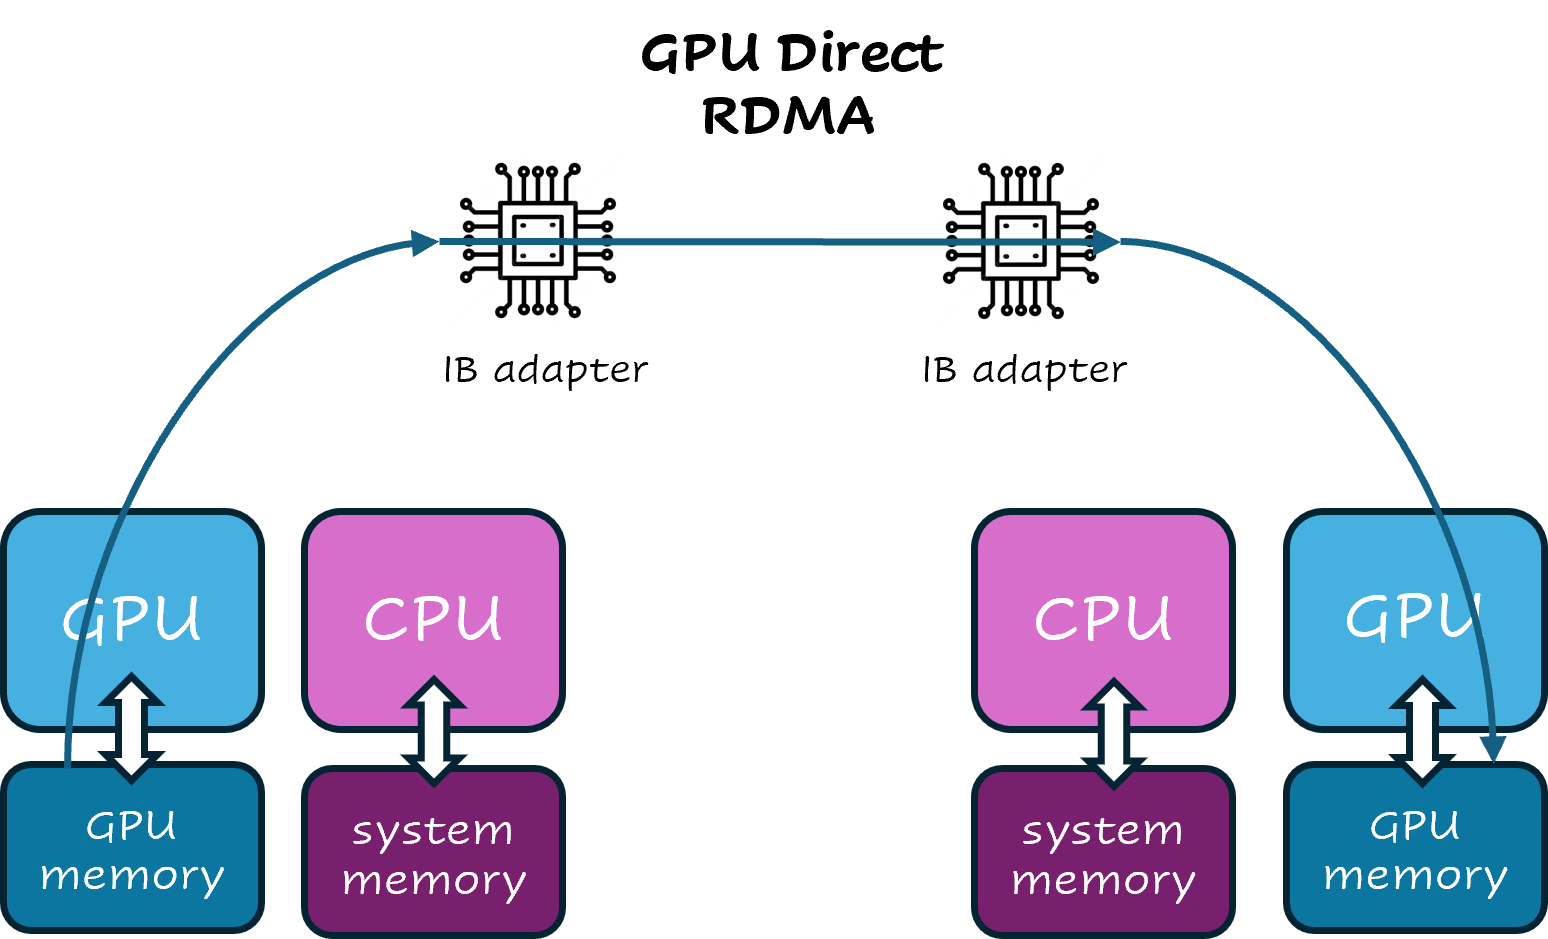 GPU Direct
RDMA
IB adapter
IB adapter
GPU
CPU
CPU
GPU
GPU
memory
system
memory
system
memory
GPU
memory